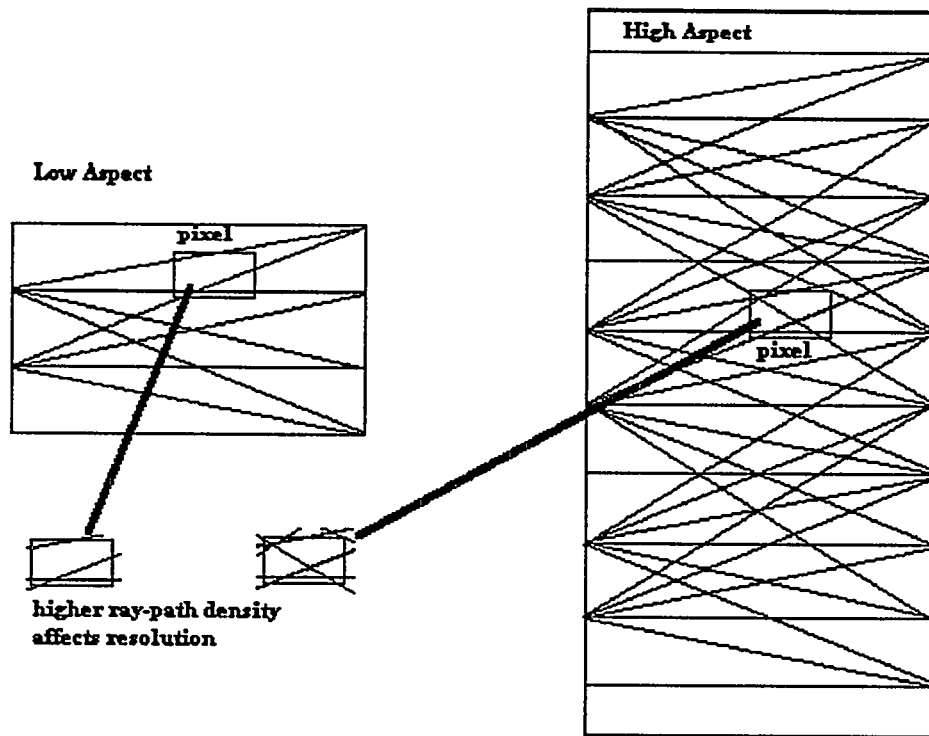 High Aspect
Low Aspect
pixel
pixel
higher ray-path density
affects resolution